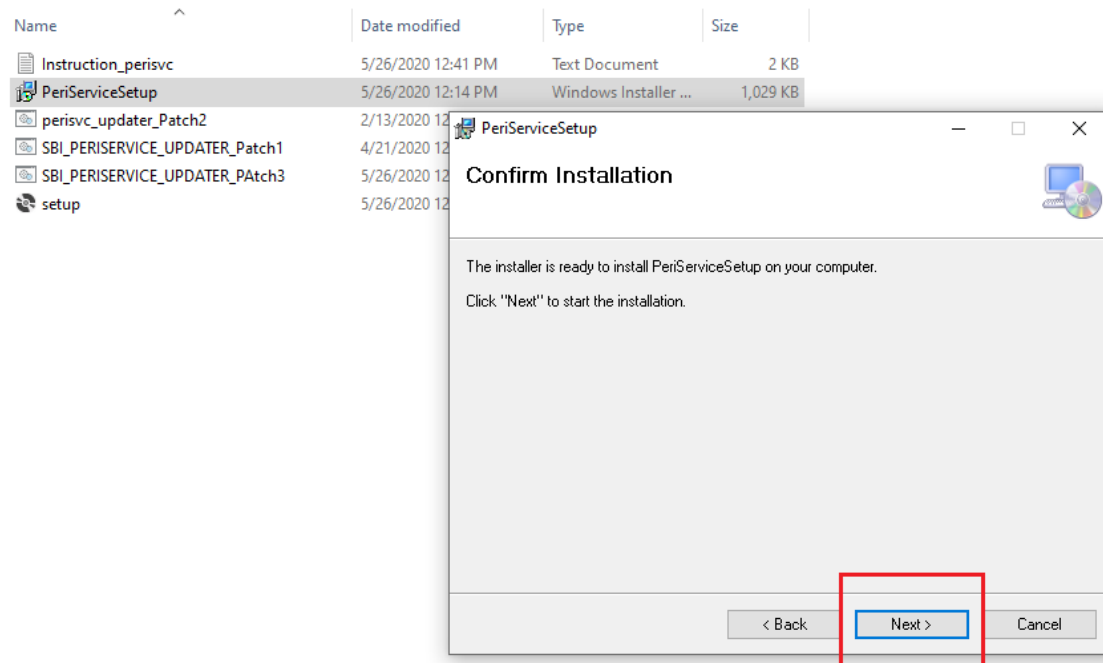 Name Date modified Type Size
Instruction_perisvc 5/26/2020 12:41 PM Text Document 2 KB
PeriServiceSetup 5/26/2020 12:14 PM Windows Installer ... 1,029 KB
perisvc_updater_Patch2 2/13/2020 12
SBI_PERISERVICE_UPDATER_Patch1 4/21/2020 12
SBI_PERISERVICE_UPDATER_PAtch3 5/26/2020 12
setup 5/26/2020 12
PeriServiceSetup
Confirm Installation
The installer is ready to install PeriServiceSetup on your computer.
Click "Next" to start the installation.
< Back Next > Cancel